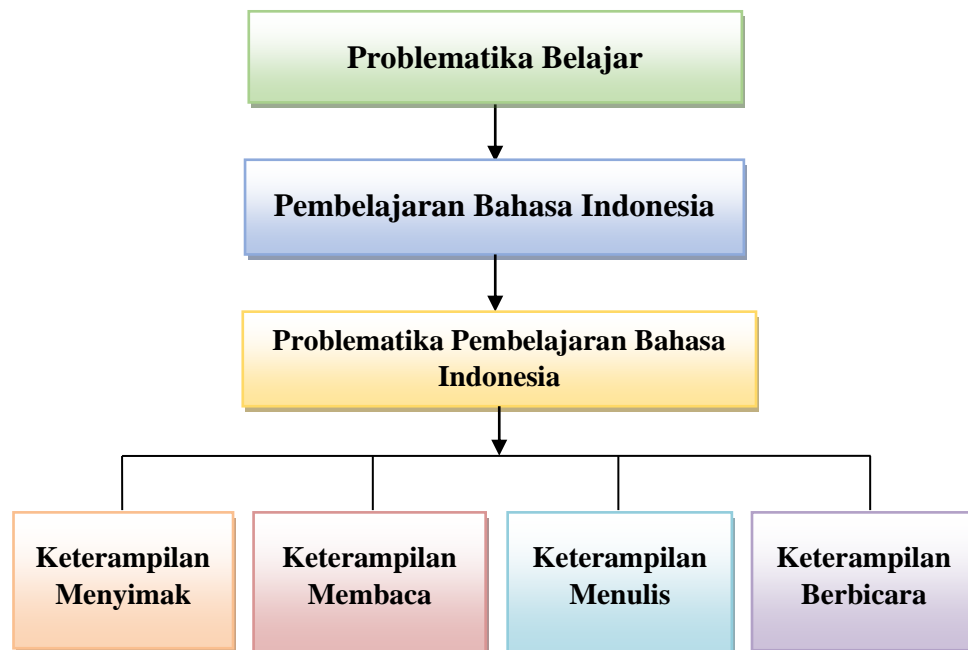 Problematika Belajar
Pembelajaran Bahasa Indonesia
Problematika Pembelajaran Bahasa
Indonesia
Keterampilan
Menyimak
Keterampilan
Membaca
Keterampilan
Menulis
Keterampilan
Berbicara